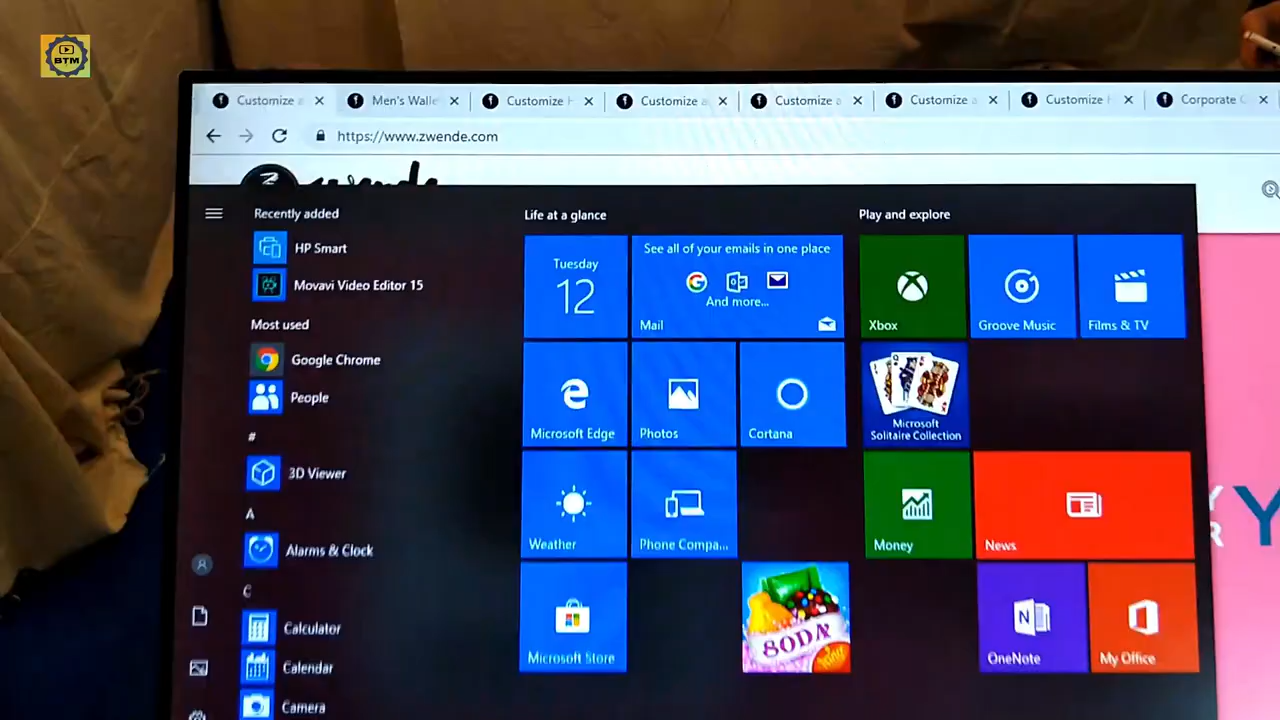 BTM
Customize
Men's Walle
Customize
Customize
Customize
Customize
Customize
Corporate
https://www.zwende.com
zwende
Recently added
Life at a glance
Play and explore
HP Smart
Movavi Video Editor 15
Most used
Google Chrome
People
#
3D Viewer
A
Alarms & Clock
C
Calculator
Calendar
Camera
Tuesday
12
See all of your emails in one place
And more...
Mail
Microsoft Edge
Photos
Cortana
Weather
Phone Compa...
Microsoft Store
SODA
Xbox
Groove Music
Films & TV
Microsoft
Solitaire Collection
Money
News
OneNote
My Office